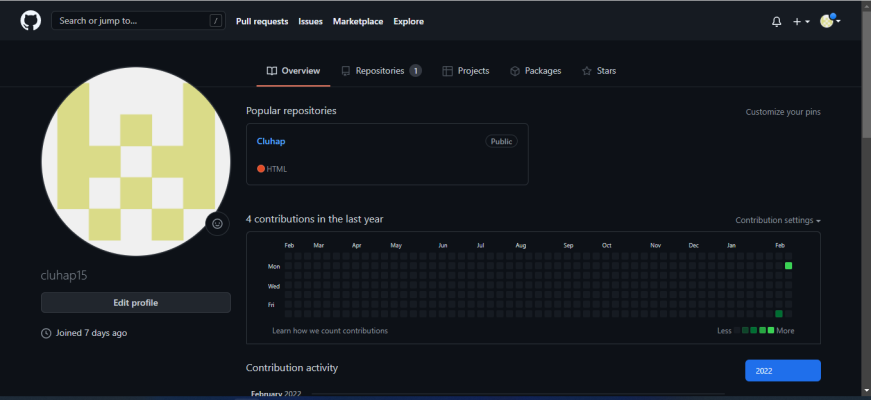 Search or jump to... /
Pull requests Issues Marketplace Explore
Overview Repositories 1 Projects Packages Stars
Popular repositories
Customize your pins
Cluhap Public
HTML
4 contributions in the last year
Contribution settings
Feb Mar Apr May Jun Jul Aug Sep Oct Nov Dec Jan Feb
Mon
Wed
Fri
Learn how we count contributions
Less More
cluhap15
Edit profile
Joined 7 days ago
Contribution activity
2022
February 2022